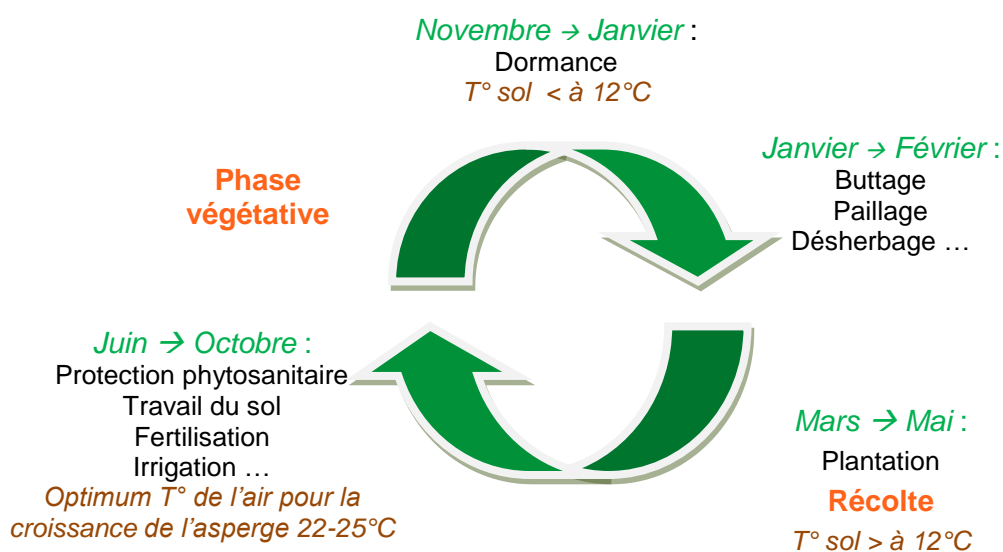 Novembre → Janvier :
Dormance
T° sol < à 12°C
Janvier → Février :
Buttage
Paillage
Désherbage …
Phase
végétative
Juin → Octobre :
Protection phytosanitaire
Travail du sol
Fertilisation
Irrigation …
Optimum T° de l’air pour la
croissance de l’asperge 22-25°C
Mars → Mai :
Plantation
Récolte
T° sol > à 12°C